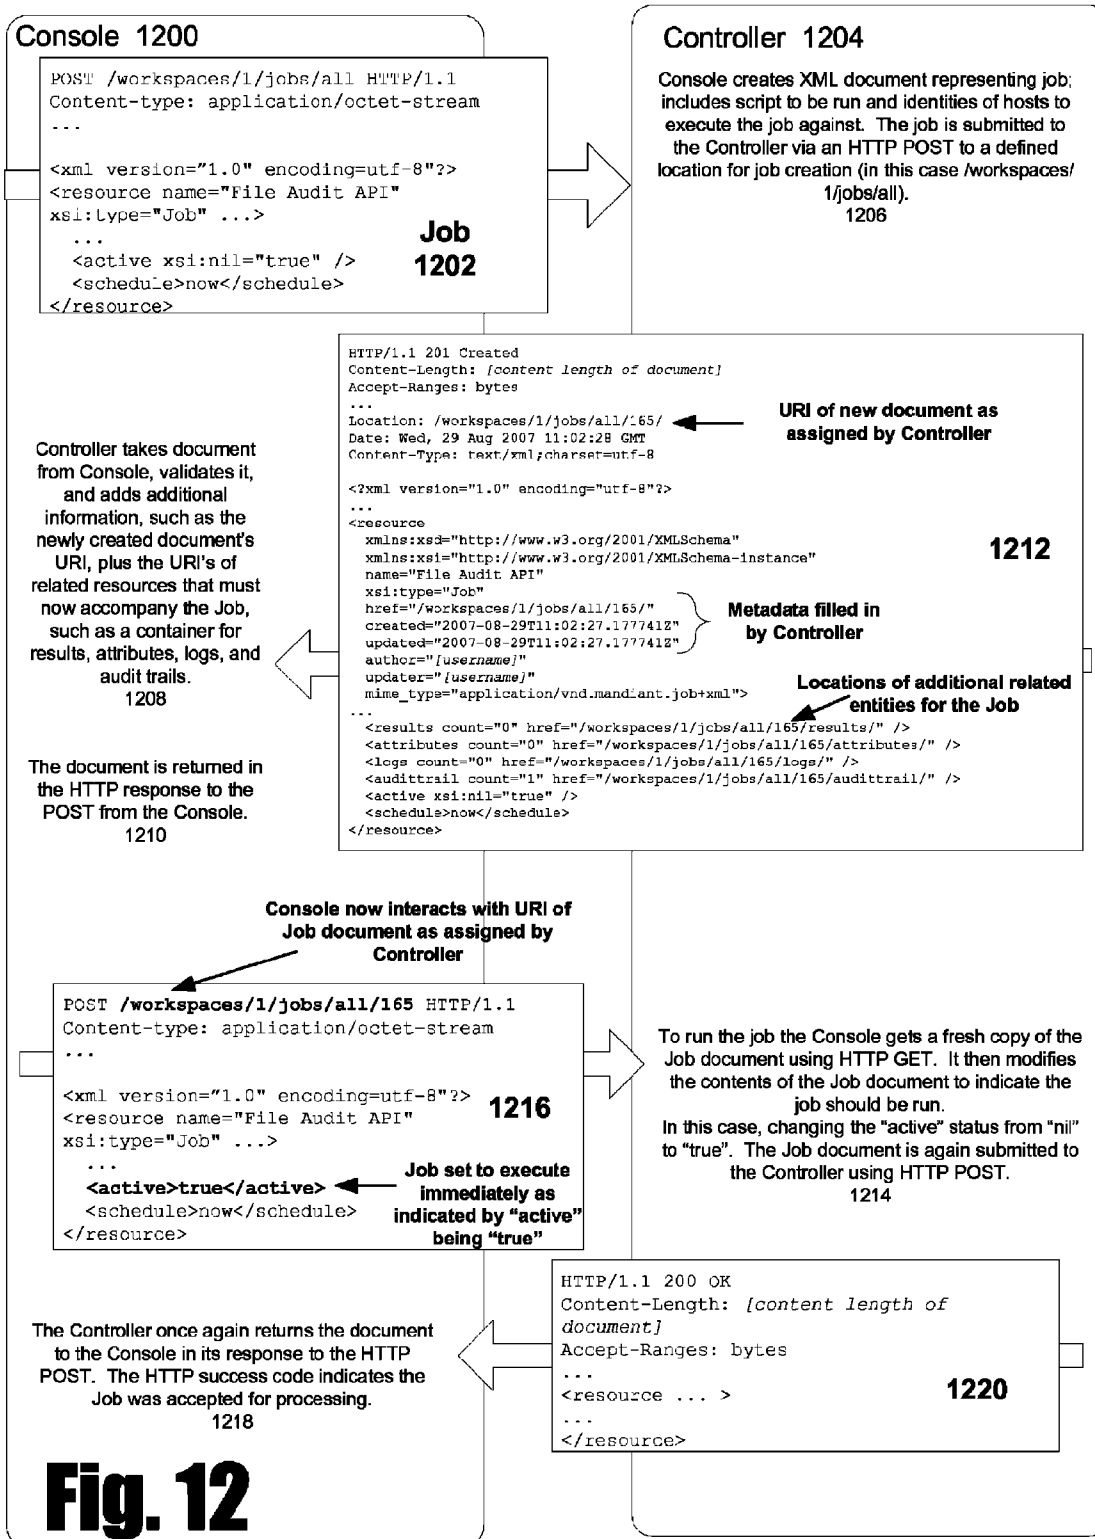 Console 1200
Controller 1204
POST /workspaces/1/jobs/all HTTP/1.1
Content-type: application/octet-stream
...
<xml version="1.0" encoding=utf-8"?>
<resource name="File Audit API"
xsi:type="Job" ...>
...
<active xsi:nil="true" />
<schedule>now</schedule>
</resource>
Job
1202
Console creates XML document representing job;
includes script to be run and identities of hosts to
execute the job against. The job is submitted to
the Controller via an HTTP POST to a defined
location for job creation (in this case /workspaces/
1/jobs/all).
1206
HTTP/1.1 201 Created
Content-Length: [content length of document]
Accept-Ranges: bytes
...
Location: /workspaces/1/jobs/all/165/
Date: Wed, 29 Aug 2007 11:02:28 GMT
Content-Type: text/xml;charset=utf-8
<?xml version="1.0" encoding="utf-8"?>
...
<resource
xmlns:xsd="http://www.w3.org/2001/XMLSchema"
xmlns:xsi="http://www.w3.org/2001/XMLSchema-instance"
name="File Audit API"
xsi:type="Job"
href="/workspaces/1/jobs/all/165/"
created="2007-08-29T11:02:27.177741Z"
updated="2007-08-29T11:02:27.177741Z"
author="[username]"
updater="[username]"
mime_type="application/vnd.mandiant.job+xml">
...
<results count="0" href="/workspaces/1/jobs/all/165/results/" />
<attributes count="0" href="/workspaces/1/jobs/all/165/attributes/" />
<logs count="0" href="/workspaces/1/jobs/all/165/logs/" />
<audittrail count="1" href="/workspaces/1/jobs/all/165/audittrail/" />
<active xsi:nil="true" />
<schedule>now</schedule>
</resource>
URI of new document as
assigned by Controller
1212
Metadata filled in
by Controller
Locations of additional related
entities for the Job
Controller takes document
from Console, validates it,
and adds additional
information, such as the
newly created document's
URI, plus the URI's of
related resources that must
now accompany the Job,
such as a container for
results, attributes, logs, and
audit trails.
1208
The document is returned in
the HTTP response to the
POST from the Console.
1210
Console now interacts with URI of
Job document as assigned by
Controller
POST /workspaces/1/jobs/all/165 HTTP/1.1
Content-type: application/octet-stream
...
<xml version="1.0" encoding=utf-8"?>
<resource name="File Audit API"
xsi:type="Job" ...>
...
<active>true</active>
<schedule>now</schedule>
</resource>
1216
Job set to execute
immediately as
indicated by "active"
being "true"
To run the job the Console gets a fresh copy of the
Job document using HTTP GET. It then modifies
the contents of the Job document to indicate the
job should be run.
In this case, changing the "active" status from "nil"
to "true". The Job document is again submitted to
the Controller using HTTP POST.
1214
HTTP/1.1 200 OK
Content-Length: [content length of
document]
Accept-Ranges: bytes
...
<resource ... >
...
</resource>
1220
The Controller once again returns the document
to the Console in its response to the HTTP
POST. The HTTP success code indicates the
Job was accepted for processing.
1218
Fig. 12